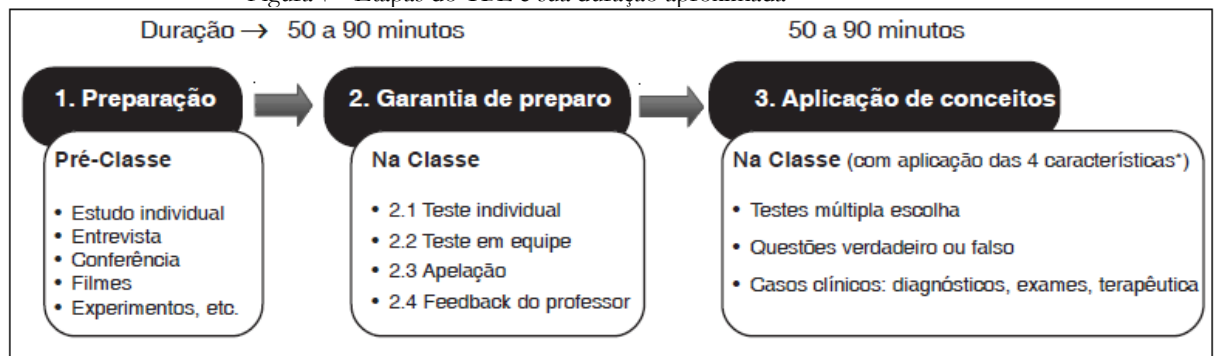 Duração → 50 a 90 minutos 50 a 90 minutos
1. Preparação
2. Garantia de preparo
3. Aplicação de conceitos
Pré-Classe
• Estudo individual
• Entrevista
• Conferência
• Filmes
• Experimentos, etc.
Na Classe
• 2.1 Teste individual
• 2.2 Teste em equipe
• 2.3 Apelação
• 2.4 Feedback do professor
Na Classe (com aplicação das 4 características*)
• Testes múltipla escolha
• Questões verdadeiro ou falso
• Casos clínicos: diagnósticos, exames, terapêutica